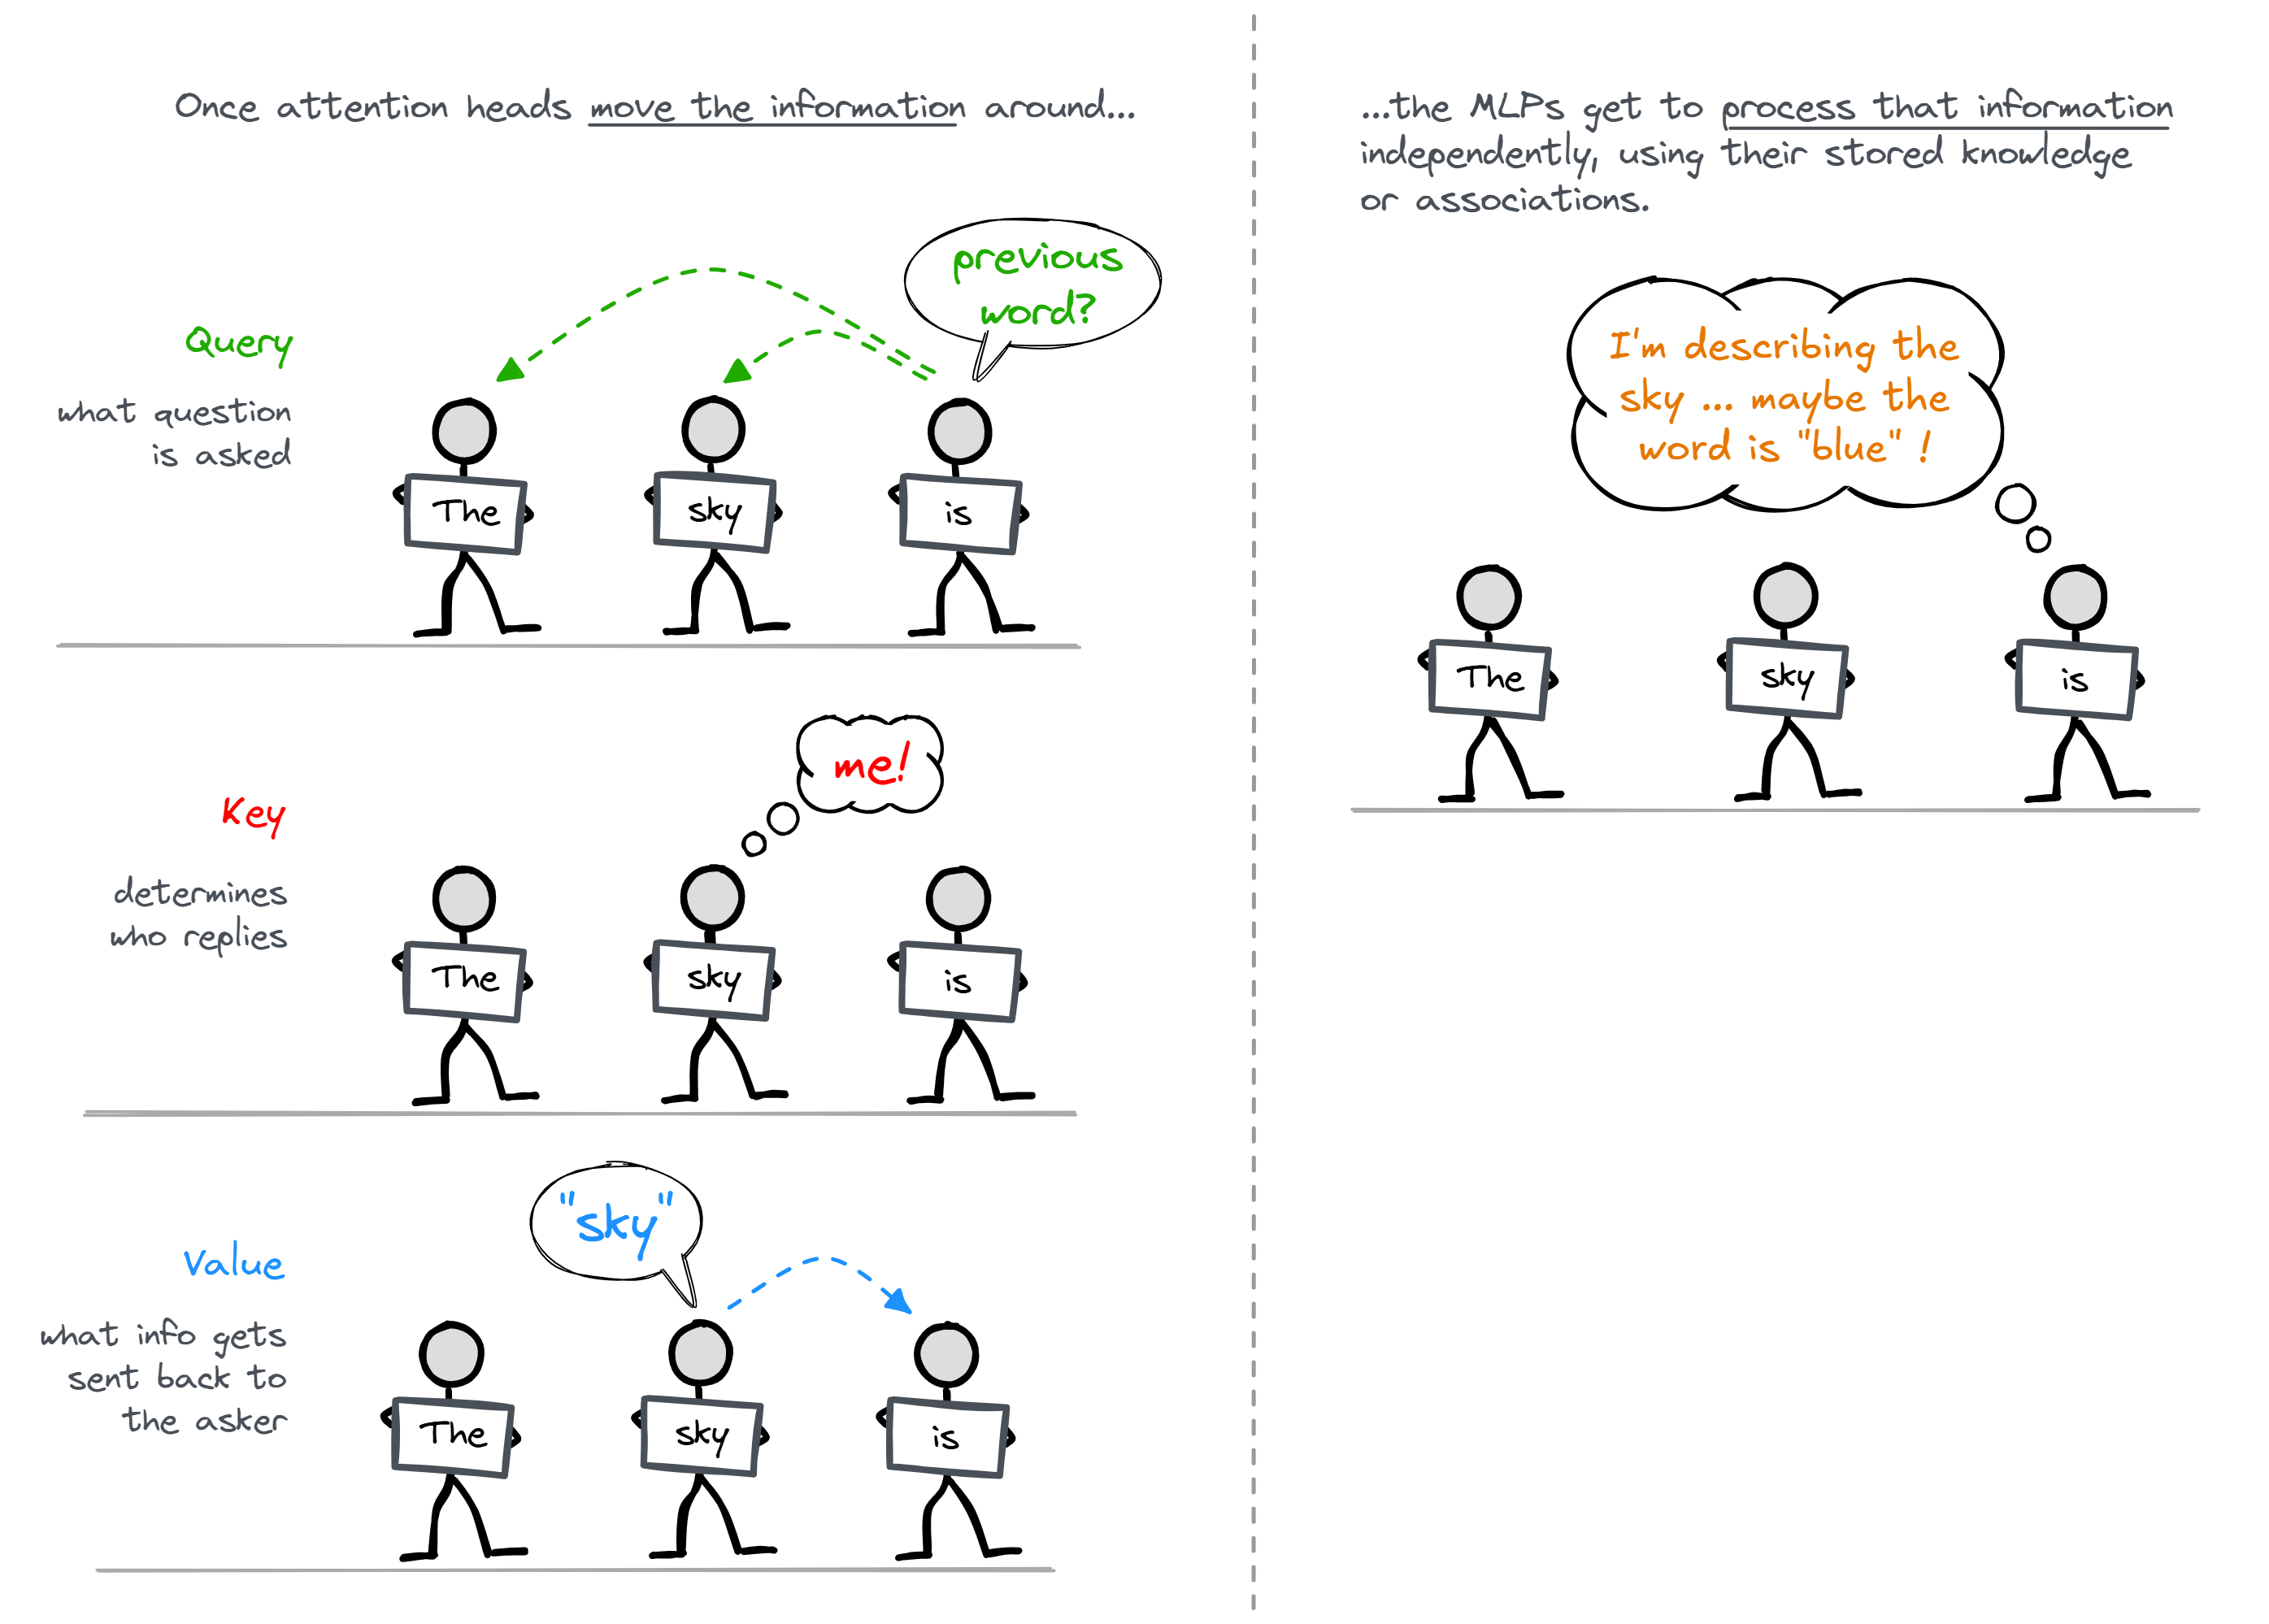 Once attention heads move the information around...
previous
word?
Query
what question
is asked
The
sky
is
me!
Key
determines
who replies
The
sky
is
"sky"
Value
what info gets
sent back to
the asker
The
sky
is
...the MLPs get to process that information
independently, using their stored knowledge
or associations.
I'm describing the
sky ... maybe the
word is "blue" !
The
sky
is